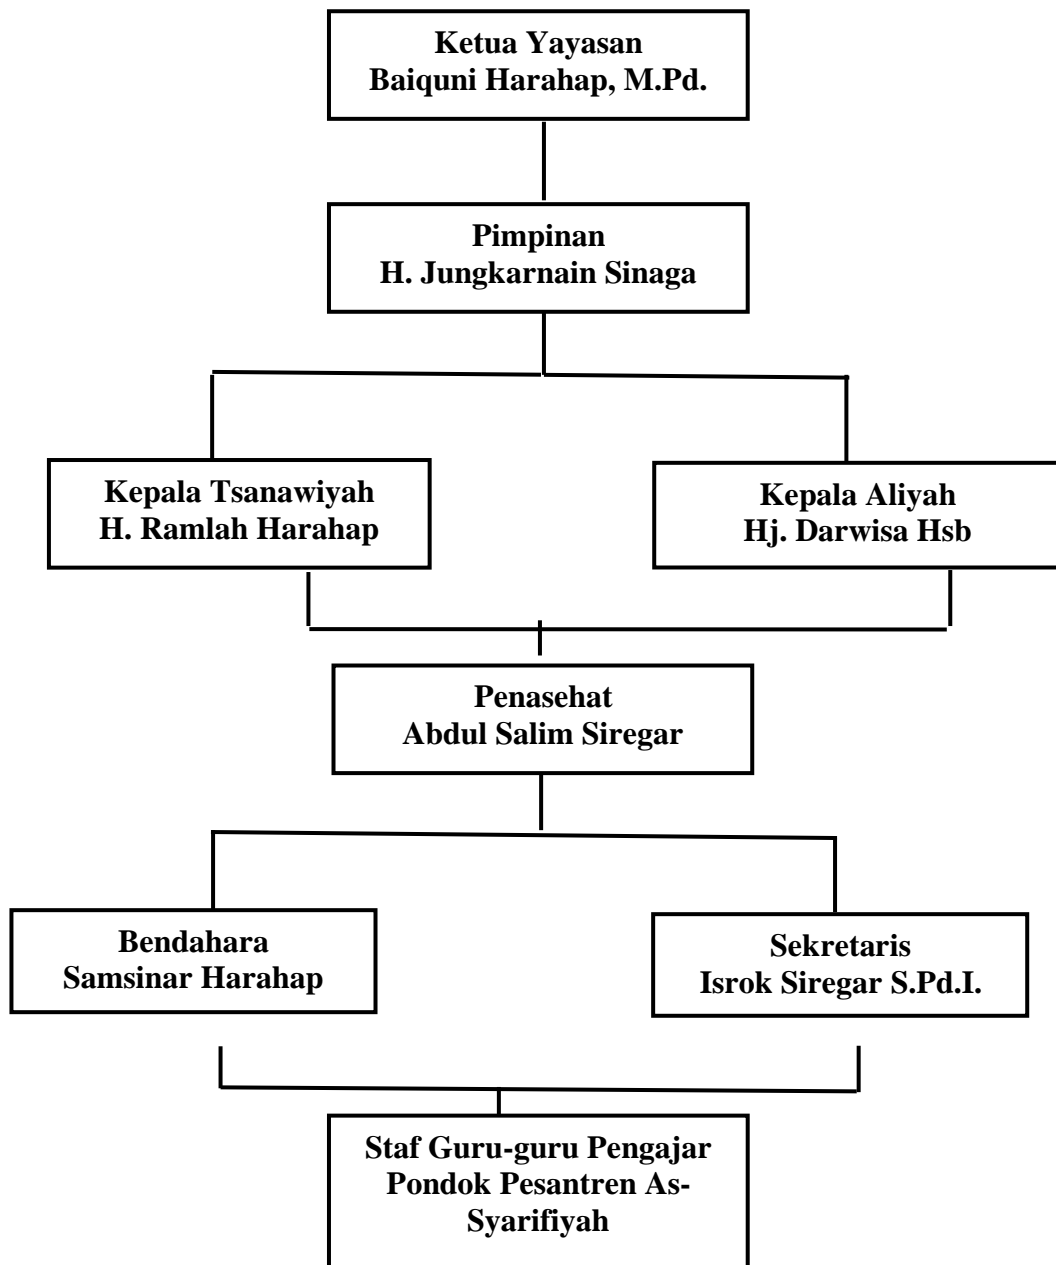 Ketua Yayasan
Baiquni Harahap, M.Pd.
Pimpinan
H. Jungkarnain Sinaga
Kepala Tsanawiyah
H. Ramlah Harahap
Kepala Aliyah
Hj. Darwisa Hsb
Penasehat
Abdul Salim Siregar
Bendahara
Samsinar Harahap
Sekretaris
Isrok Siregar S.Pd.I.
Staf Guru-guru Pengajar
Pondok Pesantren As-
Syarifiyah